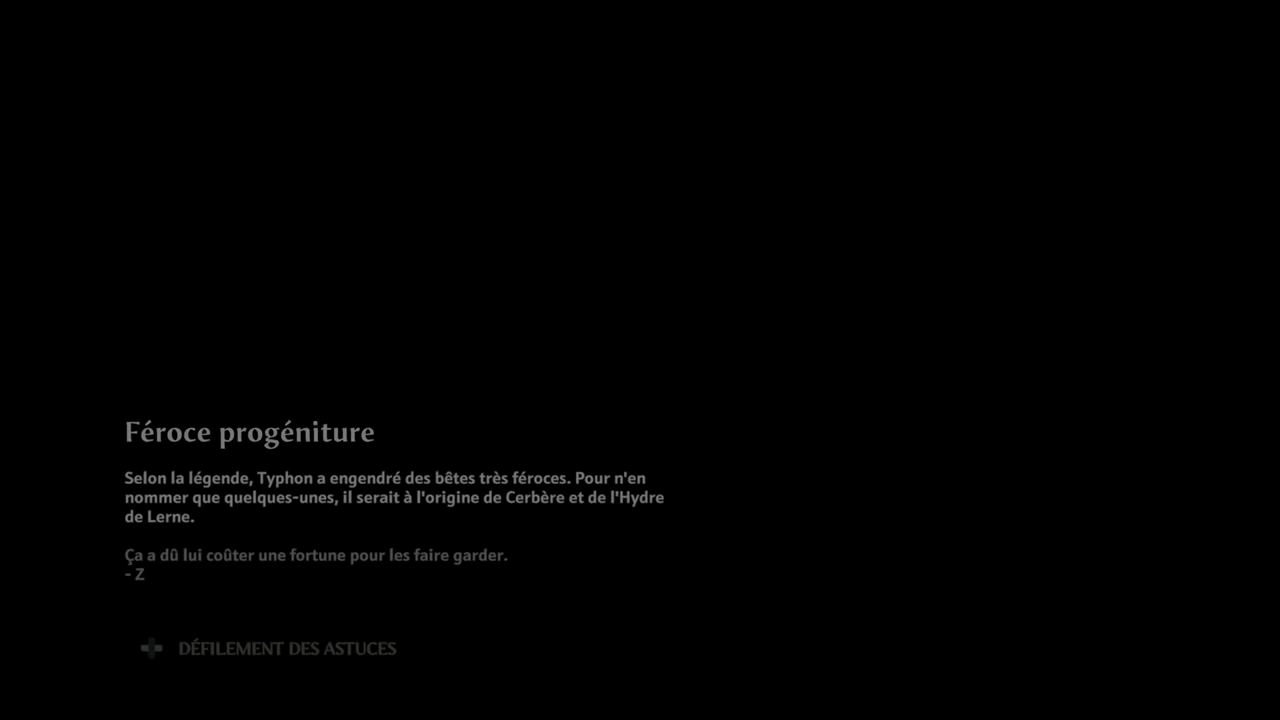 Féroce progéniture
Selon la légende, Typhon a engendré des bêtes très féroces. Pour n'en
nommer que quelques-unes, il serait à l'origine de Cerbère et de l'Hydre
de Lerne.
Ça a dû lui coûter une fortune pour les faire garder.
- Z
DÉFILEMENT DES ASTUCES